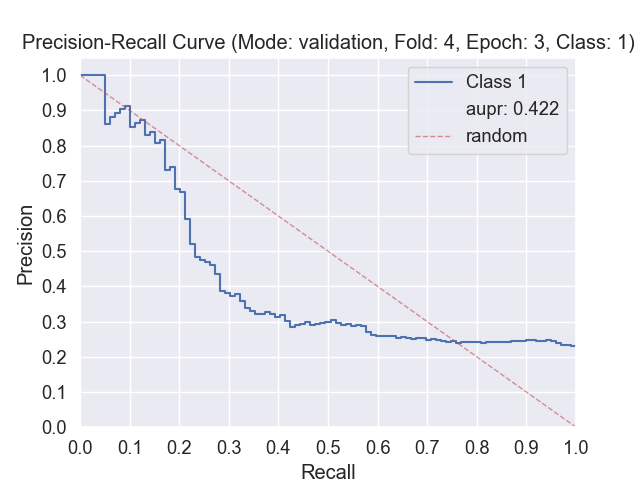 Precision-Recall Curve (Mode: validation, Fold: 4, Epoch: 3, Class: 1)
Class 1
aupr: 0.422
random
Precision
1.0
0.9
0.8
0.7
0.6
0.5
0.4
0.3
0.2
0.1
0.0
0.0 0.1 0.2 0.3 0.4 0.5 0.6 0.7 0.8 0.9 1.0
Recall